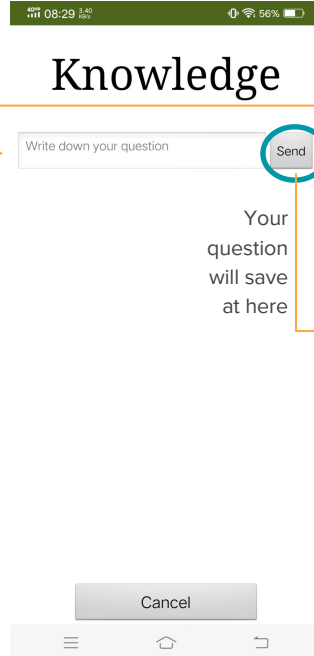 4G 08:29 3.40 KB/s 56%
Knowledge
Write down your question
Send
Your
question
will save
at here
Cancel